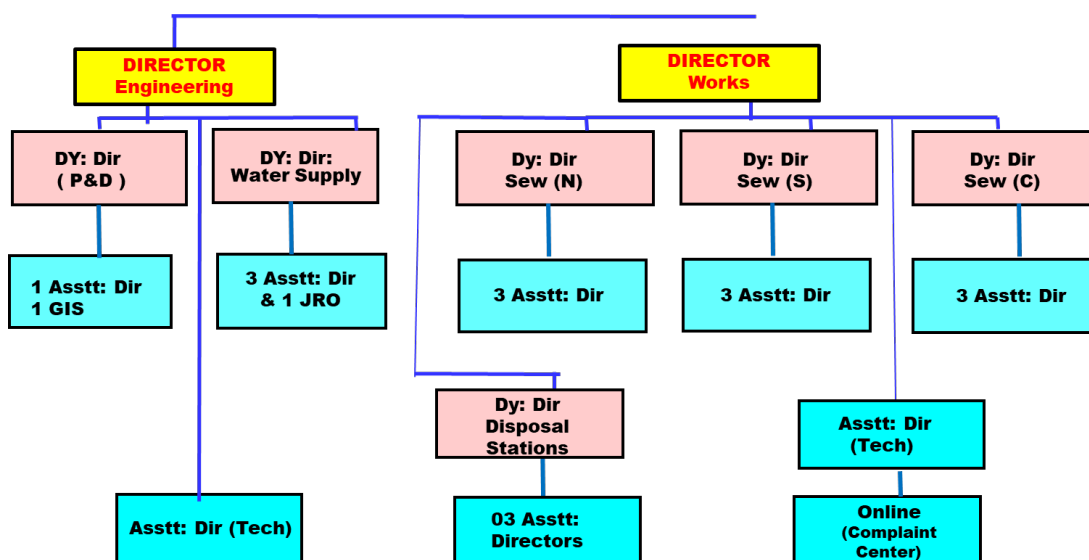 DIRECTOR
Engineering
DIRECTOR
Works
DY: Dir
( P&D )
DY: Dir:
Water Supply
Dy: Dir
Sew (N)
Dy: Dir
Sew (S)
Dy: Dir
Sew (C)
1 Asstt: Dir
1 GIS
3 Asstt: Dir
& 1 JRO
3 Asstt: Dir
3 Asstt: Dir
3 Asstt: Dir
Dy: Dir
Disposal
Stations
Asstt: Dir
(Tech)
Asstt: Dir (Tech)
03 Asstt:
Directors
Online
(Complaint
Center)